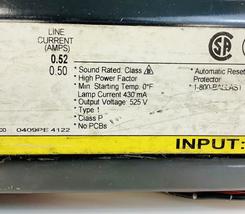 LINE
CURRENT
(AMPS)
0.52
0.50
* Sound Rated. Class A
* High Power Factor
* Min. Starting Temp: 0°F
Lamp Current 430 mA
* Output Voltage: 525 V
* Type 1
* Class P
* No PCBs
* Automatic Reset
Protector
* 1-800-BALLAST
0409PE 4122
INPUT: